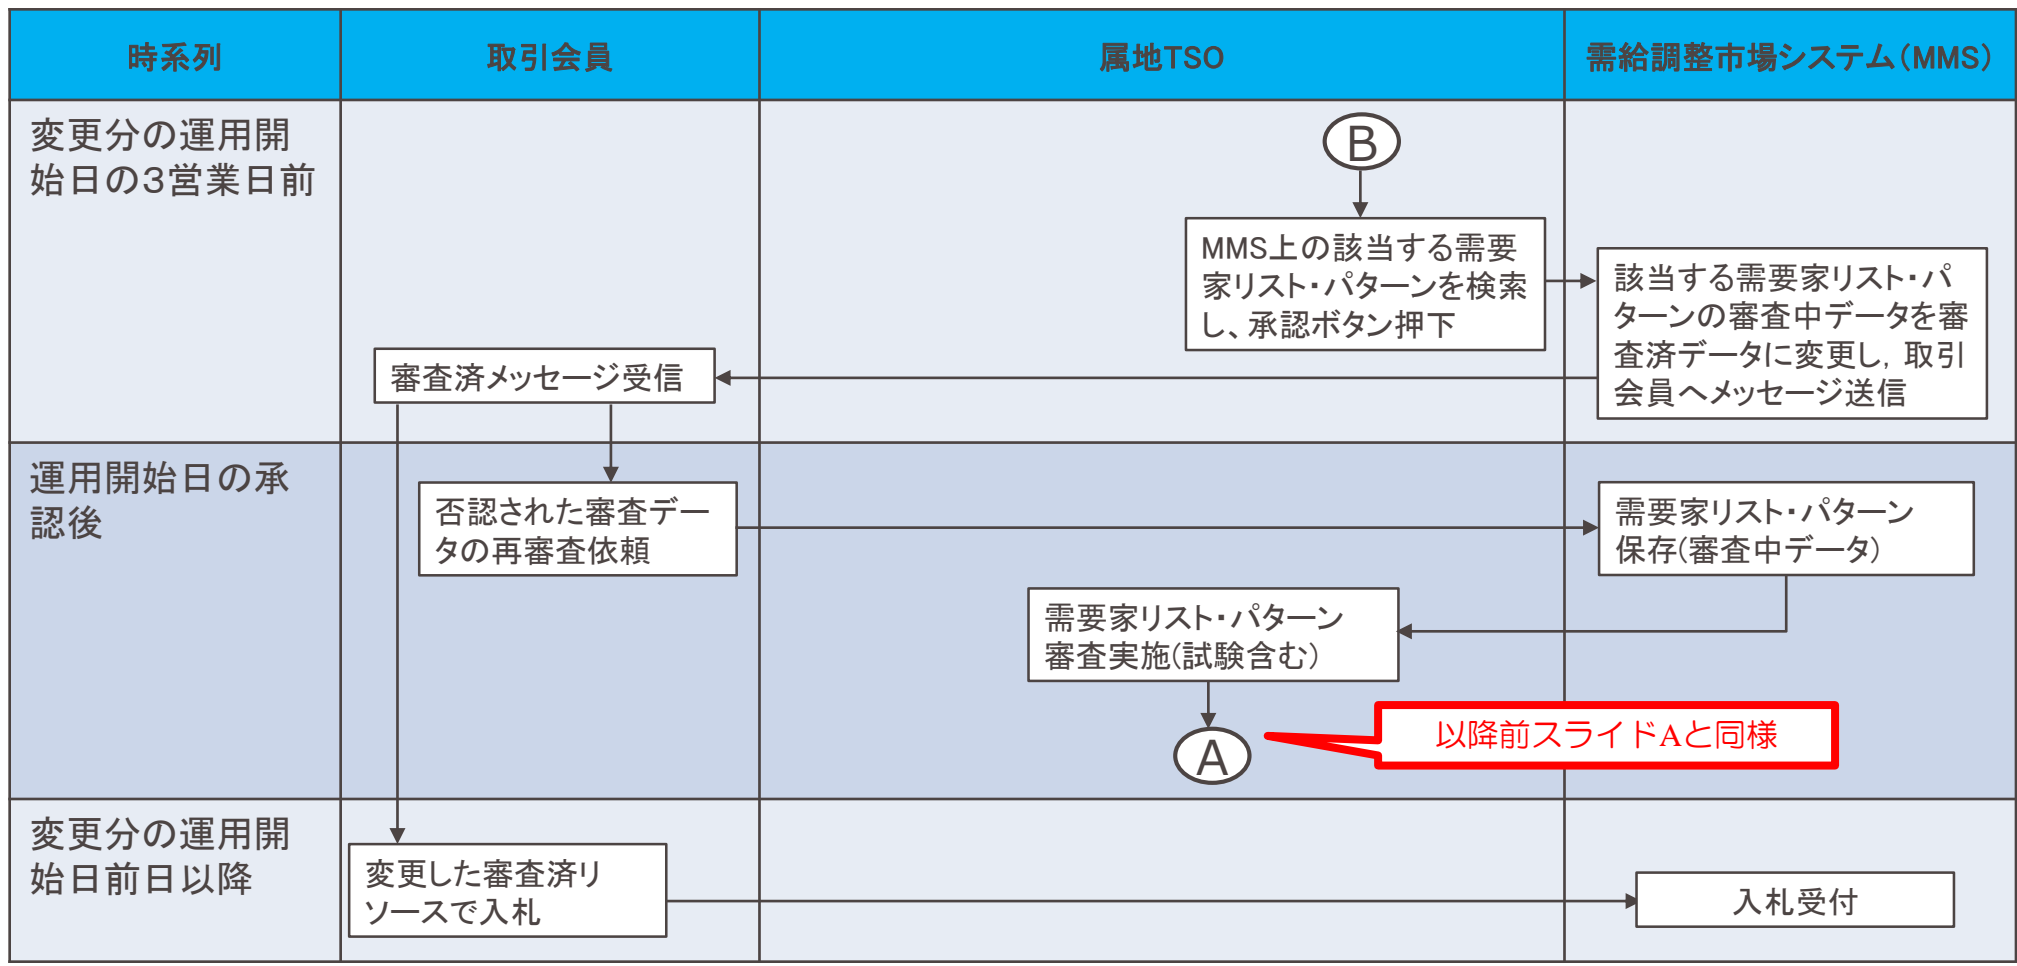 時系列
取引会員
属地TSO
需給調整市場システム（MMS）
変更分の運用開
始日の３営業日前
B
MMS上の該当する需要
家リスト・パターンを検索
し、承認ボタン押下
該当する需要家リスト・パ
ターンの審査中データを審
査済データに変更し，取引
会員へメッセージ送信
審査済メッセージ受信
運用開始日の承
認後
否認された審査デー
タの再審査依頼
需要家リスト・パターン
保存(審査中データ)
需要家リスト・パターン
審査実施(試験含む)
A
以降前スライドAと同様
変更分の運用開
始日前日以降
変更した審査済リ
ソースで入札
入札受付